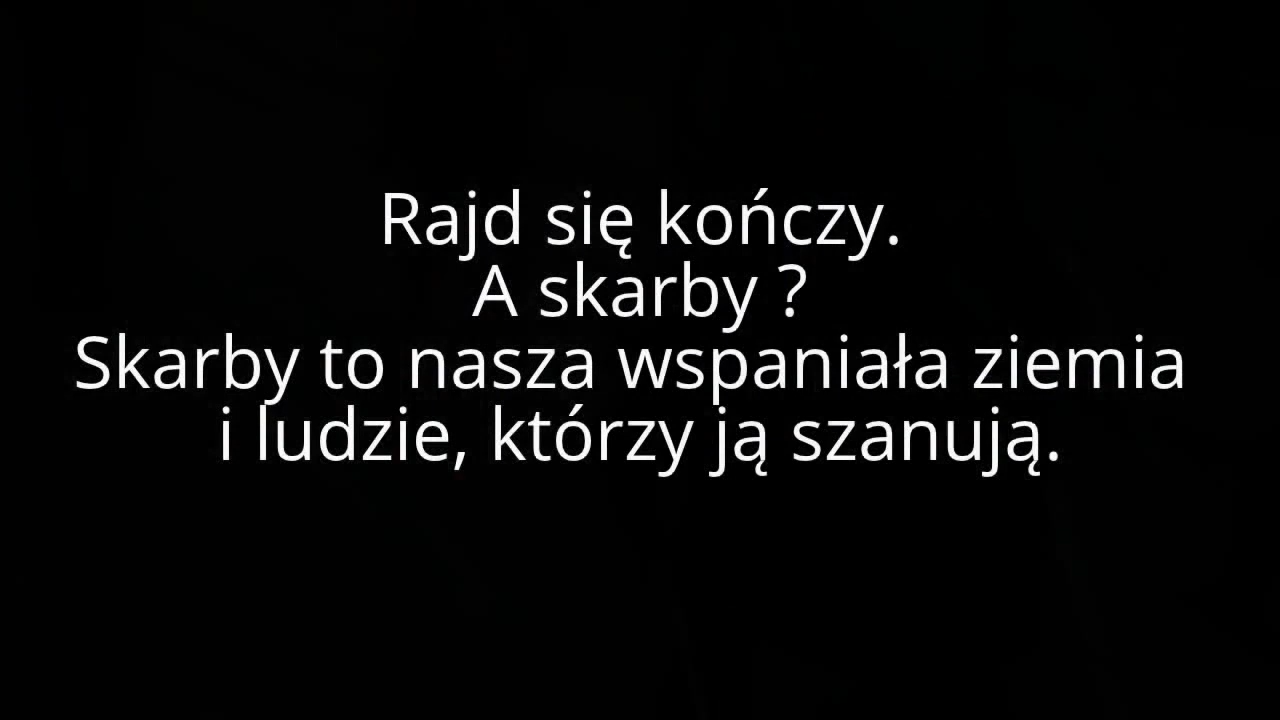 Rajd się kończy.
A skarby ?
Skarby to nasza wspaniała ziemia
i ludzie, którzy ją szanują.